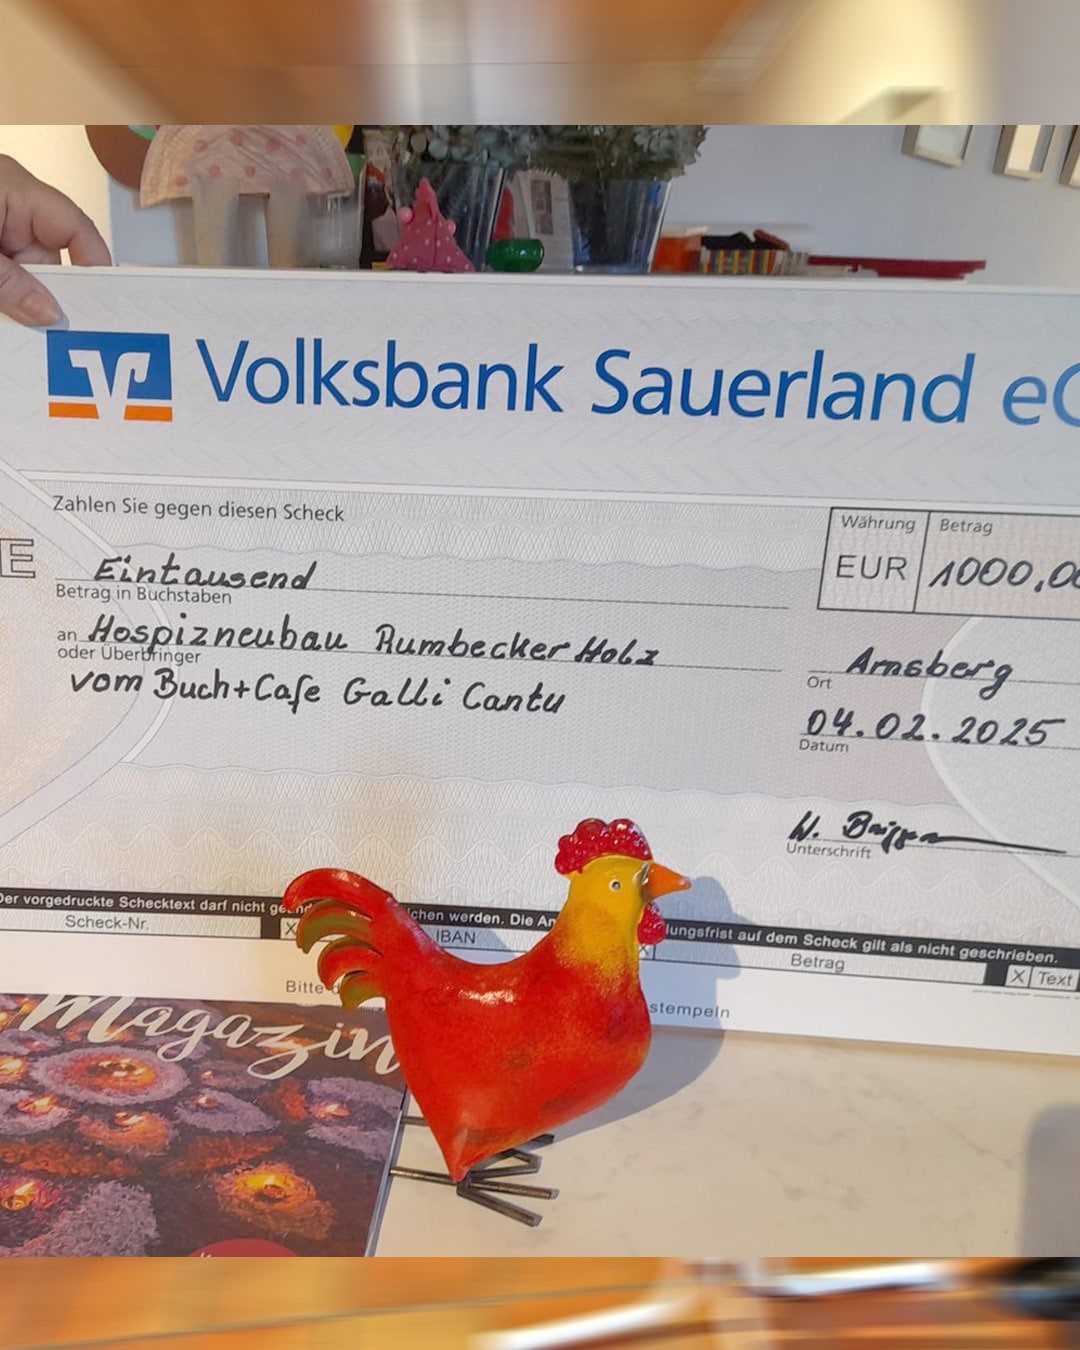 Volksbank Sauerland eG
Zahlen Sie gegen diesen Scheck
Währung
Betrag
EUR
1000,00
E
Eintausend
Betrag in Buchstaben
an Hospizneubau Rumbecker Holz
oder Überbringer
vom Buch+Cafe Galli Cantu
Arnsberg
Ort
04.02.2025
Datum
W.
Unterschrift
Der vorgedruckte Schecktext darf nicht ge
chen werden. Die An
lungsfrist auf dem Scheck gilt als nicht geschrieben.
Scheck-Nr.
X
IBAN
X
Betrag
X
Text
Bitte
stempeln
Magazin